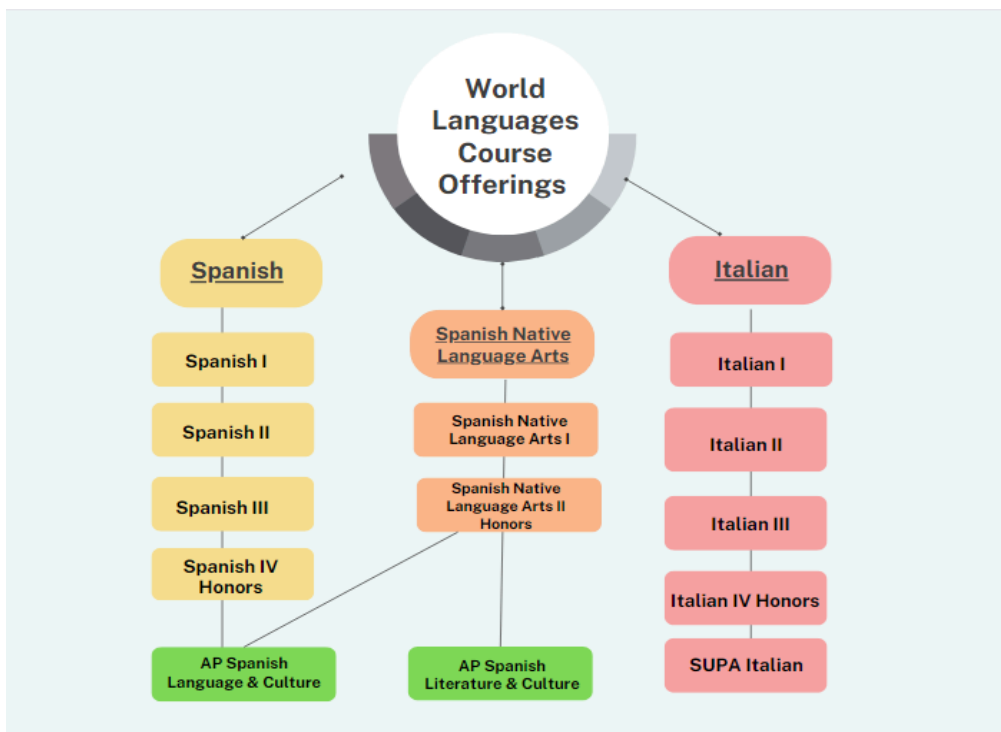 World
Languages
Course
Offerings
Spanish
Spanish I
Spanish II
Spanish III
Spanish IV
Honors
AP Spanish
Language & Culture
Spanish Native
Language Arts
Spanish Native
Language Arts I
Spanish Native
Language Arts II
Honors
AP Spanish
Literature & Culture
Italian
Italian I
Italian II
Italian III
Italian IV Honors
SUPA Italian